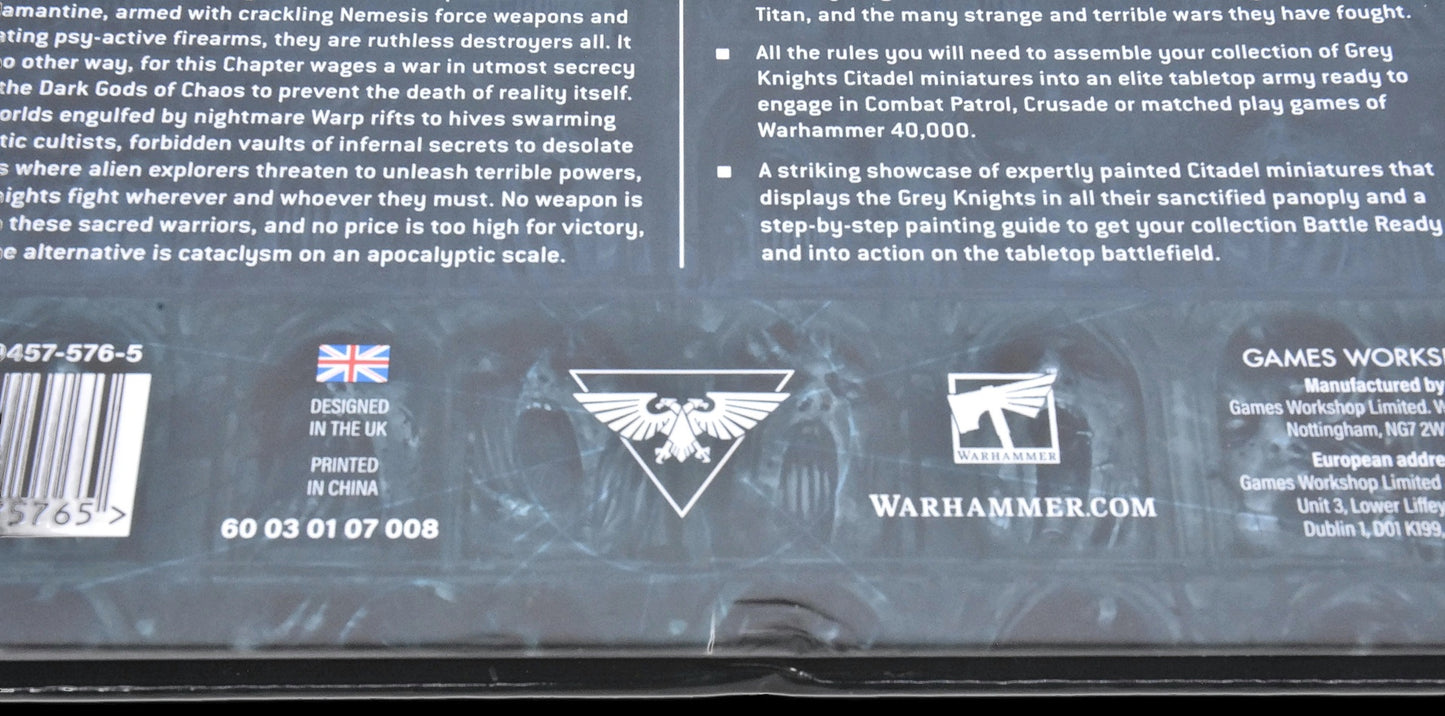 amantine, armed with crackling Nemesis force weapons and
ting psy-active firearms, they are ruthless destroyers all. It
o other way, for this Chapter wages a war in utmost secrecy
the Dark Gods of Chaos to prevent the death of reality itself.
orlds engulfed by nightmare Warp rifts to hives swarming
tic cultists, forbidden vaults of infernal secrets to desolate
s where alien explorers threaten to unleash terrible powers,
ights fight wherever and whoever they must. No weapon is
these sacred warriors, and no price is too high for victory,
e alternative is cataclysm on an apocalyptic scale.
Titan, and the many strange and terrible wars they have fought.
■ All the rules you will need to assemble your collection of Grey
Knights Citadel miniatures into an elite tabletop army ready to
engage in Combat Patrol, Crusade or matched play games of
Warhammer 40,000.
■ A striking showcase of expertly painted Citadel miniatures that
displays the Grey Knights in all their sanctified panoply and a
step-by-step painting guide to get your collection Battle Ready
and into action on the tabletop battlefield.
9457-576-5
5765 >
DESIGNED
IN THE UK
PRINTED
IN CHINA
60 03 01 07 008
WARHAMMER
WARHAMMER.COM
GAMES WORKS
Manufactured by
Games Workshop Limited. W
Nottingham, NG7 2W
European addre
Games Workshop Limited
Unit 3, Lower Liffey
Dublin 1, D01 K199,